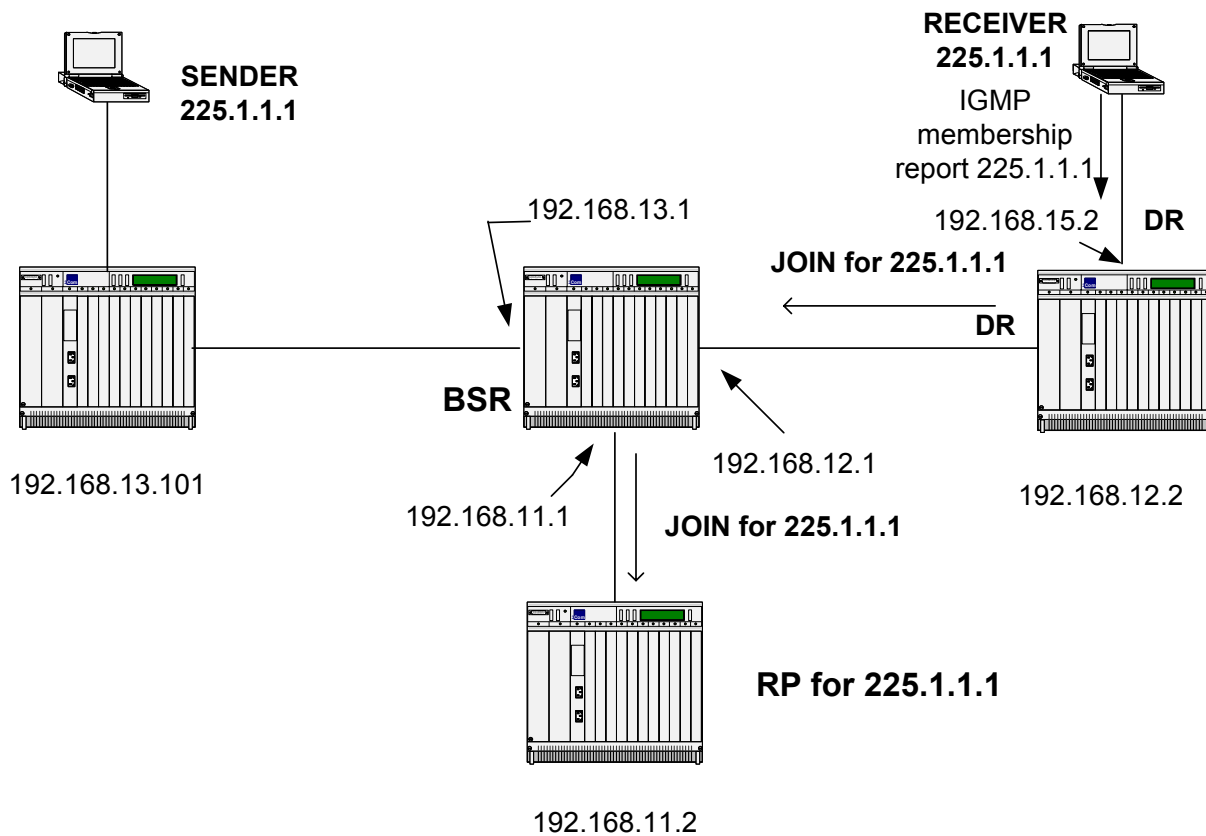 SENDER
225.1.1.1
RECEIVER
225.1.1.1
IGMP
membership
report 225.1.1.1
192.168.13.1
192.168.15.2
DR
JOIN for 225.1.1.1
DR
BSR
192.168.13.101
192.168.11.1
192.168.12.1
192.168.12.2
JOIN for 225.1.1.1
RP for 225.1.1.1
192.168.11.2